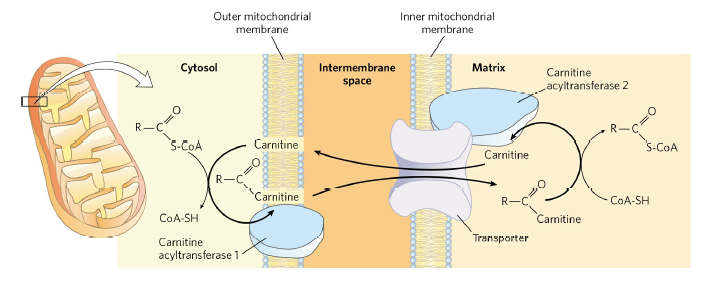 Outer mitochondrial
membrane
Inner mitochondrial
membrane
Cytosol
Intermembrane
space
Matrix
Carnitine
acyltransferase 2
R—C
O
S-CoA
Carnitine
R—C
O
Carnitine
CoA-SH
Carnitine
acyltransferase 1
Carnitine
R—C
O
Carnitine
Transporter
R—C
O
S-CoA
CoA-SH